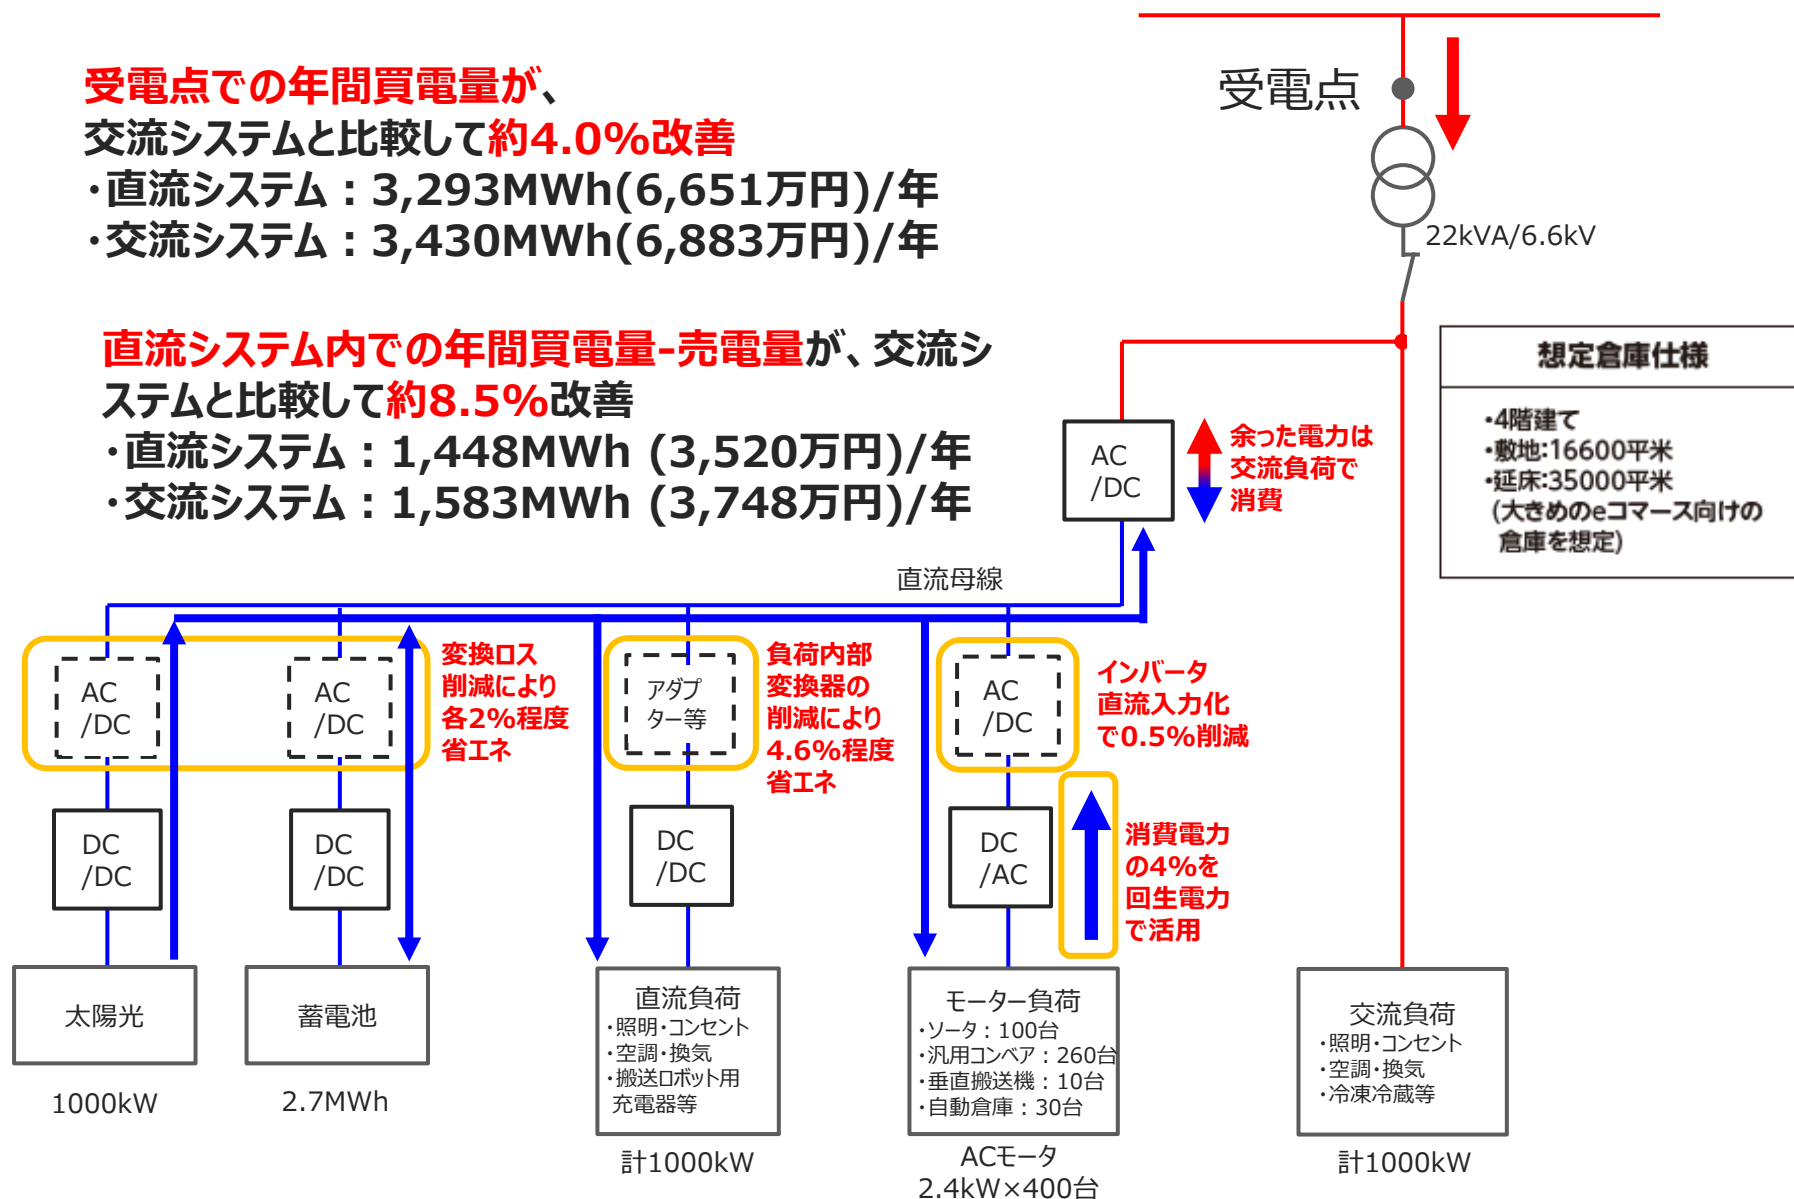 受電点での年間買電量が、
交流システムと比較して約4.0%改善
・直流システム：3,293MWh(6,651万円)/年
・交流システム：3,430MWh(6,883万円)/年
直流システム内での年間買電量-売電量が、交流シ
ステムと比較して約8.5%改善
・直流システム：1,448MWh (3,520万円)/年
・交流システム：1,583MWh (3,748万円)/年
受電点
22kVA/6.6kV
想定倉庫仕様
・4階建て
・敷地:16600平米
・延床:35000平米
(大きめのeコマース向けの
倉庫を想定)
AC
/DC
余った電力は
交流負荷で
消費
直流母線
AC
/DC
AC
/DC
変換ロス
削減により
各2%程度
省エネ
アダプ
ター等
負荷内部
変換器の
削減により
4.6%程度
省エネ
AC
/DC
インバータ
直流入力化
で0.5%削減
DC
/DC
DC
/DC
DC
/DC
DC
/AC
消費電力
の4%を
回生電力
で活用
太陽光
1000kW
蓄電池
2.7MWh
直流負荷
・照明・コンセント
・空調・換気
・搬送ロボット用
充電器等
計1000kW
モーター負荷
・ソータ：100台
・汎用コンベア：260台
・垂直搬送機：10台
・自動倉庫：30台
ACモータ
2.4kW×400台
交流負荷
・照明・コンセント
・空調・換気
・冷凍冷蔵等
計1000kW